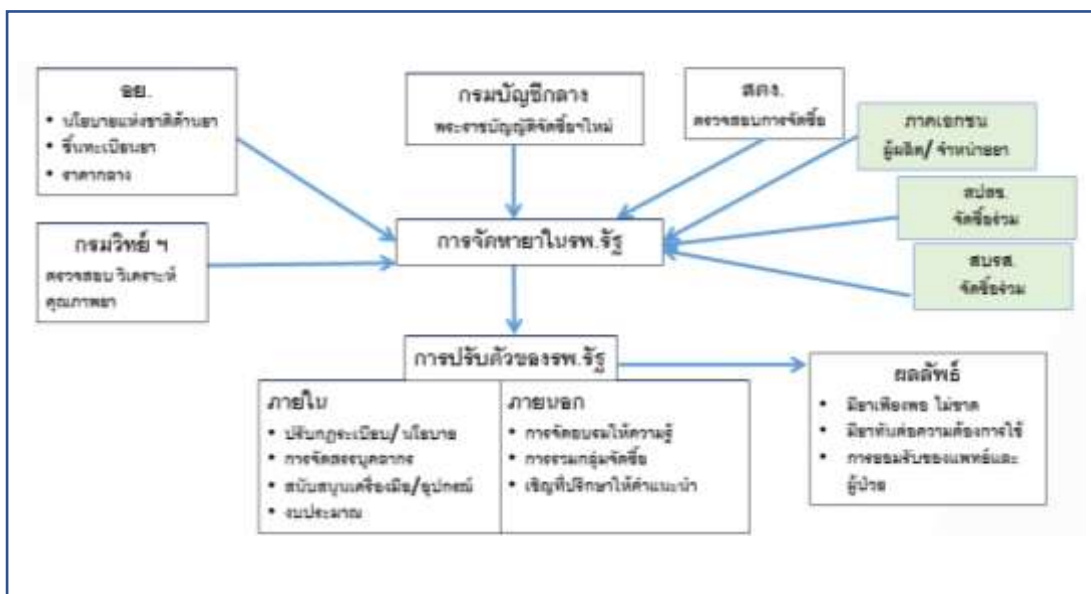 อย.
• นโยบายแห่งชาติด้านยา
• ขึ้นทะเบียนยา
• ราคากลาง
กรมบัญชีกลาง
พระราชบัญญัติจัดซื้อฯใหม่
สตง.
ตรวจสอบการจัดซื้อ
ภาคเอกชน
ผู้ผลิต/ จำหน่ายยา
สปสช.
จัดซื้อร่วม
สบรส.
จัดซื้อร่วม
กรมวิทย์ ฯ
ตรวจสอบ วิเคราะห์
คุณภาพยา
การจัดหายาในรพ.รัฐ
การปรับตัวของรพ.รัฐ
ภายใน
• ปรับกฎระเบียบ/ นโยบาย
• การจัดสรรบุคลากร
• สนับสนุนเครื่องมือ/อุปกรณ์
• งบประมาณ
ภายนอก
• การจัดอบรมให้ความรู้
• การรวมกลุ่มจัดซื้อ
• เชิญที่ปรึกษาให้คำแนะนำ
ผลลัพธ์
• มียาเพียงพอ ไม่ขาด
• มียาทันต่อความต้องการใช้
• การยอมรับของแพทย์และ
ผู้ป่วย